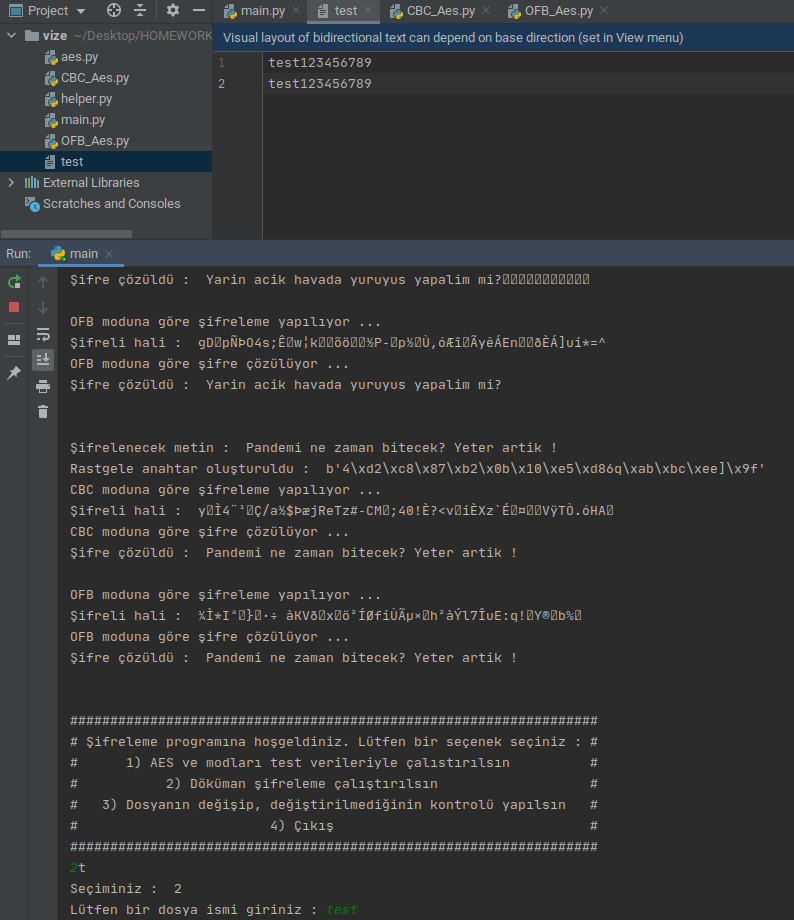 Project
main.py
test
CBC_Aes.py
OFB_Aes.py
vize ~/Desktop/HOMEWORK
aes.py
CBC_Aes.py
helper.py
main.py
OFB_Aes.py
test
External Libraries
Scratches and Consoles
Visual layout of bidirectional text can depend on base direction (set in View menu)
1 test123456789
2 test123456789
Run: main
Şifre çözüldü : Yarin acik havada yuruyus yapalim mi?
OFB moduna göre şifreleme yapılıyor ...
Şifreli hali :
OFB moduna göre şifre çözülüyor ...
Şifre çözüldü : Yarin acik havada yuruyus yapalim mi?
Şifrelenecek metin : Pandemi ne zaman bitecek? Yeter artik !
Rastgele anahtar oluşturuldu : b'4\xd2\xc8\x87\xb2\x0b\x10\xe5\xd86q\xab\xbc\xee]\x9f'
CBC moduna göre şifreleme yapılıyor ...
Şifreli hali :
CBC moduna göre şifre çözülüyor ...
Şifre çözüldü : Pandemi ne zaman bitecek? Yeter artik !
OFB moduna göre şifreleme yapılıyor ...
Şifreli hali :
OFB moduna göre şifre çözülüyor ...
Şifre çözüldü : Pandemi ne zaman bitecek? Yeter artik !
##################################################################
# Şifreleme programına hoşgeldiniz. Lütfen bir seçenek seçiniz : #
# 1) AES ve modları test verileriyle çalıstırılsın #
# 2) Döküman şifreleme çalıştırılsın #
# 3) Dosyanın değişip, değiştirilmediğinin kontrolü yapılsın #
# 4) Çıkış #
##################################################################
2t
Seçiminiz : 2
Lütfen bir dosya ismi giriniz : test